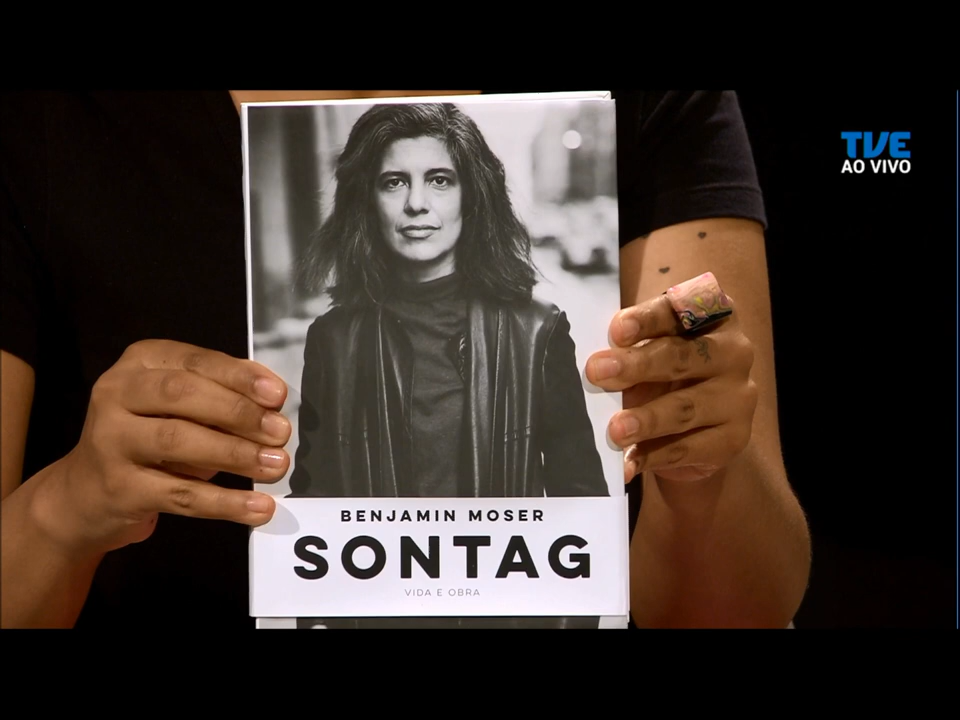 TVE
AO VIVO
BENJAMIN MOSER
SONTAG
VIDA E OBRA